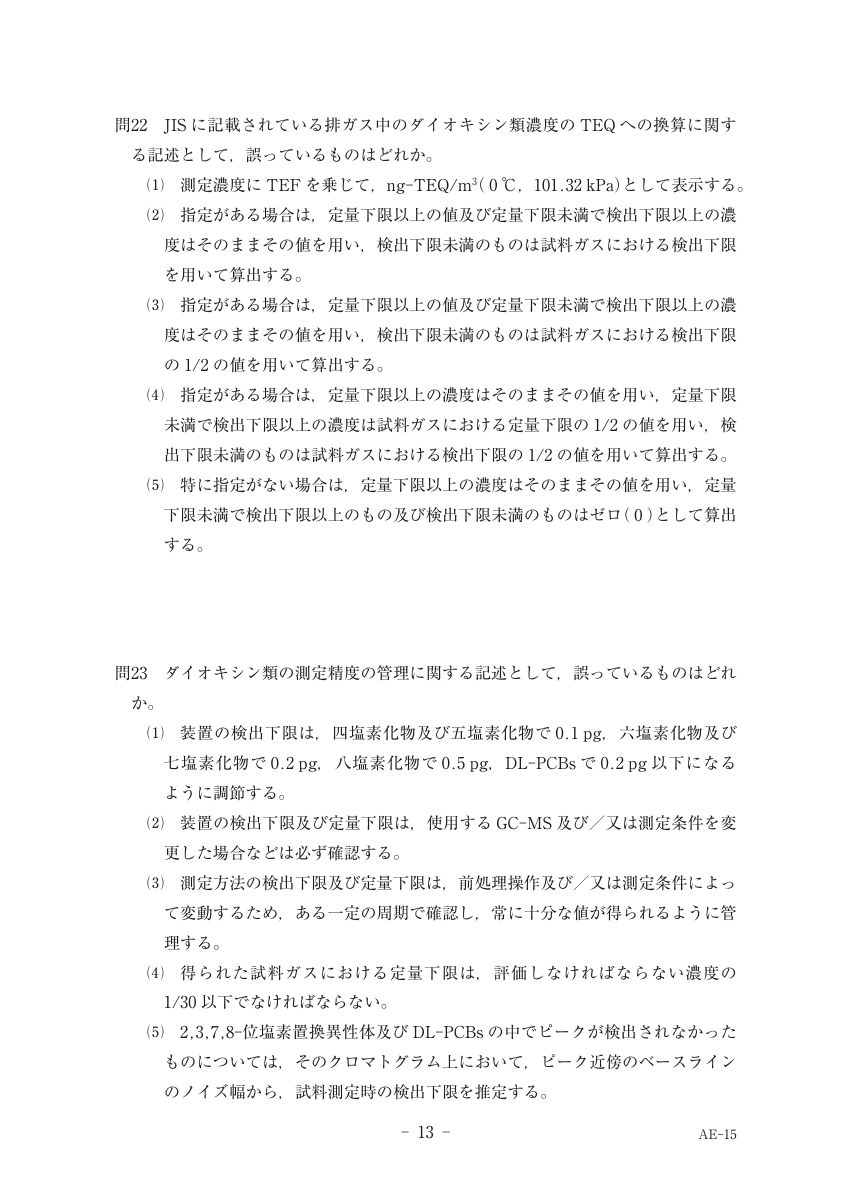 問22　JISに記載されている排ガス中のダイオキシン類濃度のTEQへの換算に関す
る記述として，誤っているものはどれか。
⑴　測定濃度にTEFを乗じて，ng-TEQ/m³(0℃，101.32 kPa)として表示する。
⑵　指定がある場合は，定量下限以上の値及び定量下限未満で検出下限以上の濃
度はそのままその値を用い，検出下限未満のものは試料ガスにおける検出下限
を用いて算出する。
⑶　指定がある場合は，定量下限以上の値及び定量下限未満で検出下限以上の濃
度はそのままその値を用い，検出下限未満のものは試料ガスにおける検出下限
の1/2の値を用いて算出する。
⑷　指定がある場合は，定量下限以上の濃度はそのままその値を用い，定量下限
未満で検出下限以上の濃度は試料ガスにおける定量下限の1/2の値を用い，検
出下限未満のものは試料ガスにおける検出下限の1/2の値を用いて算出する。
⑸　特に指定がない場合は，定量下限以上の濃度はそのままその値を用い，定量
下限未満で検出下限以上のもの及び検出下限未満のものはゼロ(0)として算出
する。
問23　ダイオキシン類の測定精度の管理に関する記述として，誤っているものはどれ
か。
⑴　装置の検出下限は，四塩素化物及び五塩素化物で0.1 pg，六塩素化物及び
七塩素化物で0.2 pg，八塩素化物で0.5 pg，DL-PCBsで0.2 pg以下になる
ように調節する。
⑵　装置の検出下限及び定量下限は，使用するGC-MS及び／又は測定条件を変
更した場合などは必ず確認する。
⑶　測定方法の検出下限及び定量下限は，前処理操作及び／又は測定条件によっ
て変動するため，ある一定の周期で確認し，常に十分な値が得られるように管
理する。
⑷　得られた試料ガスにおける定量下限は，評価しなければならない濃度の
1/30以下でなければならない。
⑸　2,3,7,8-位塩素置換異性体及びDL-PCBsの中でピークが検出されなかった
ものについては，そのクロマトグラム上において，ピーク近傍のベースライン
のノイズ幅から，試料測定時の検出下限を推定する。
- 13 -
AE-15